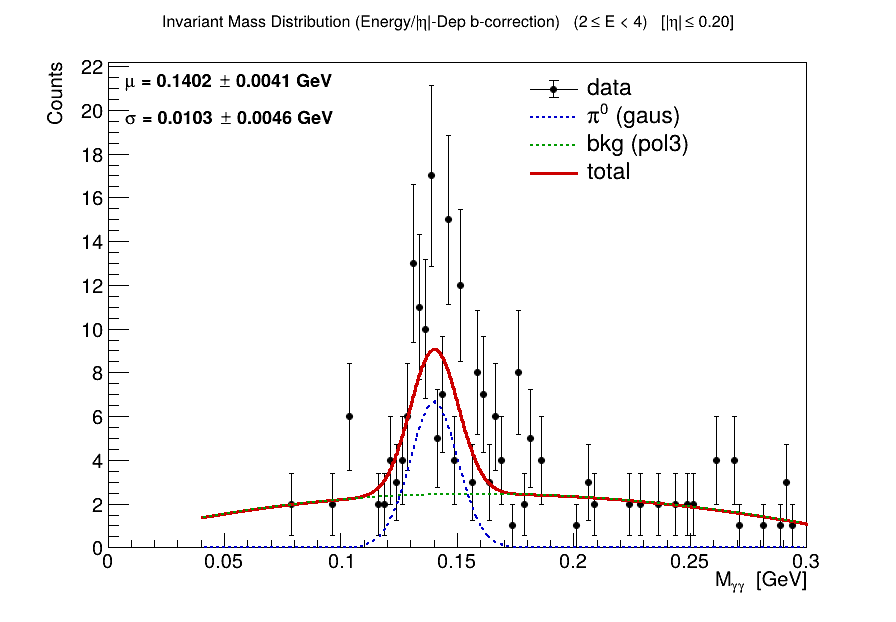 Invariant Mass Distribution (Energy/|η|-Dep b-correction) (2 ≤ E < 4) [|η| ≤ 0.20]
μ = 0.1402 ± 0.0041 GeV
σ = 0.0103 ± 0.0046 GeV
data
π⁰ (gaus)
bkg (pol3)
total
Counts
22
20
18
16
14
12
10
8
6
4
2
0
0 0.05 0.1 0.15 0.2 0.25 0.3
Mγγ [GeV]